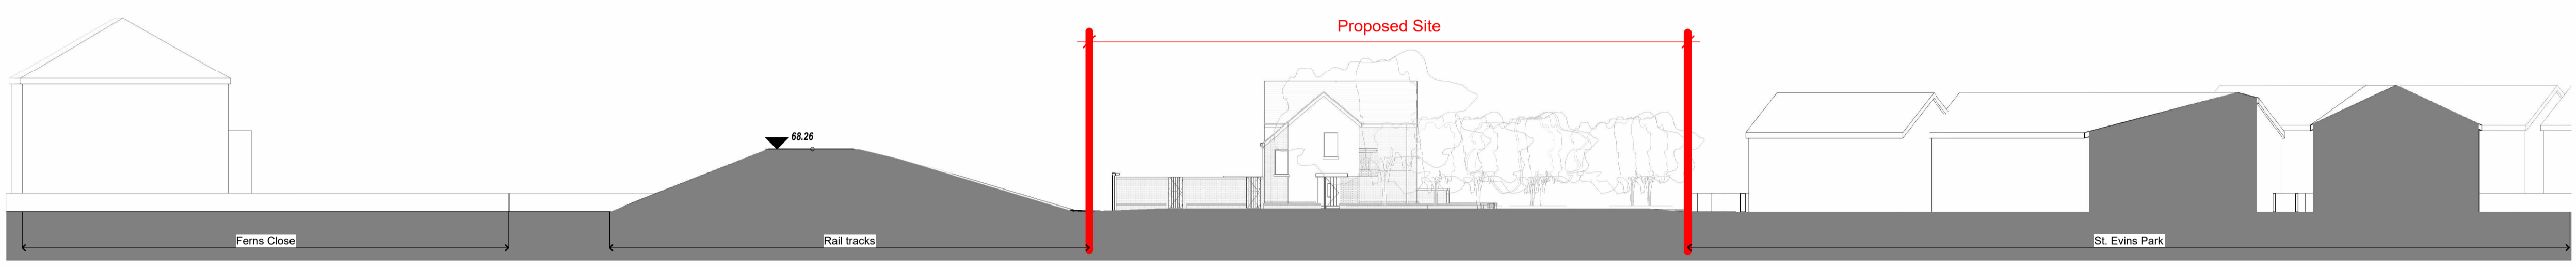 Proposed Site
68.26
Ferns Close
Rail tracks
St. Evins Park